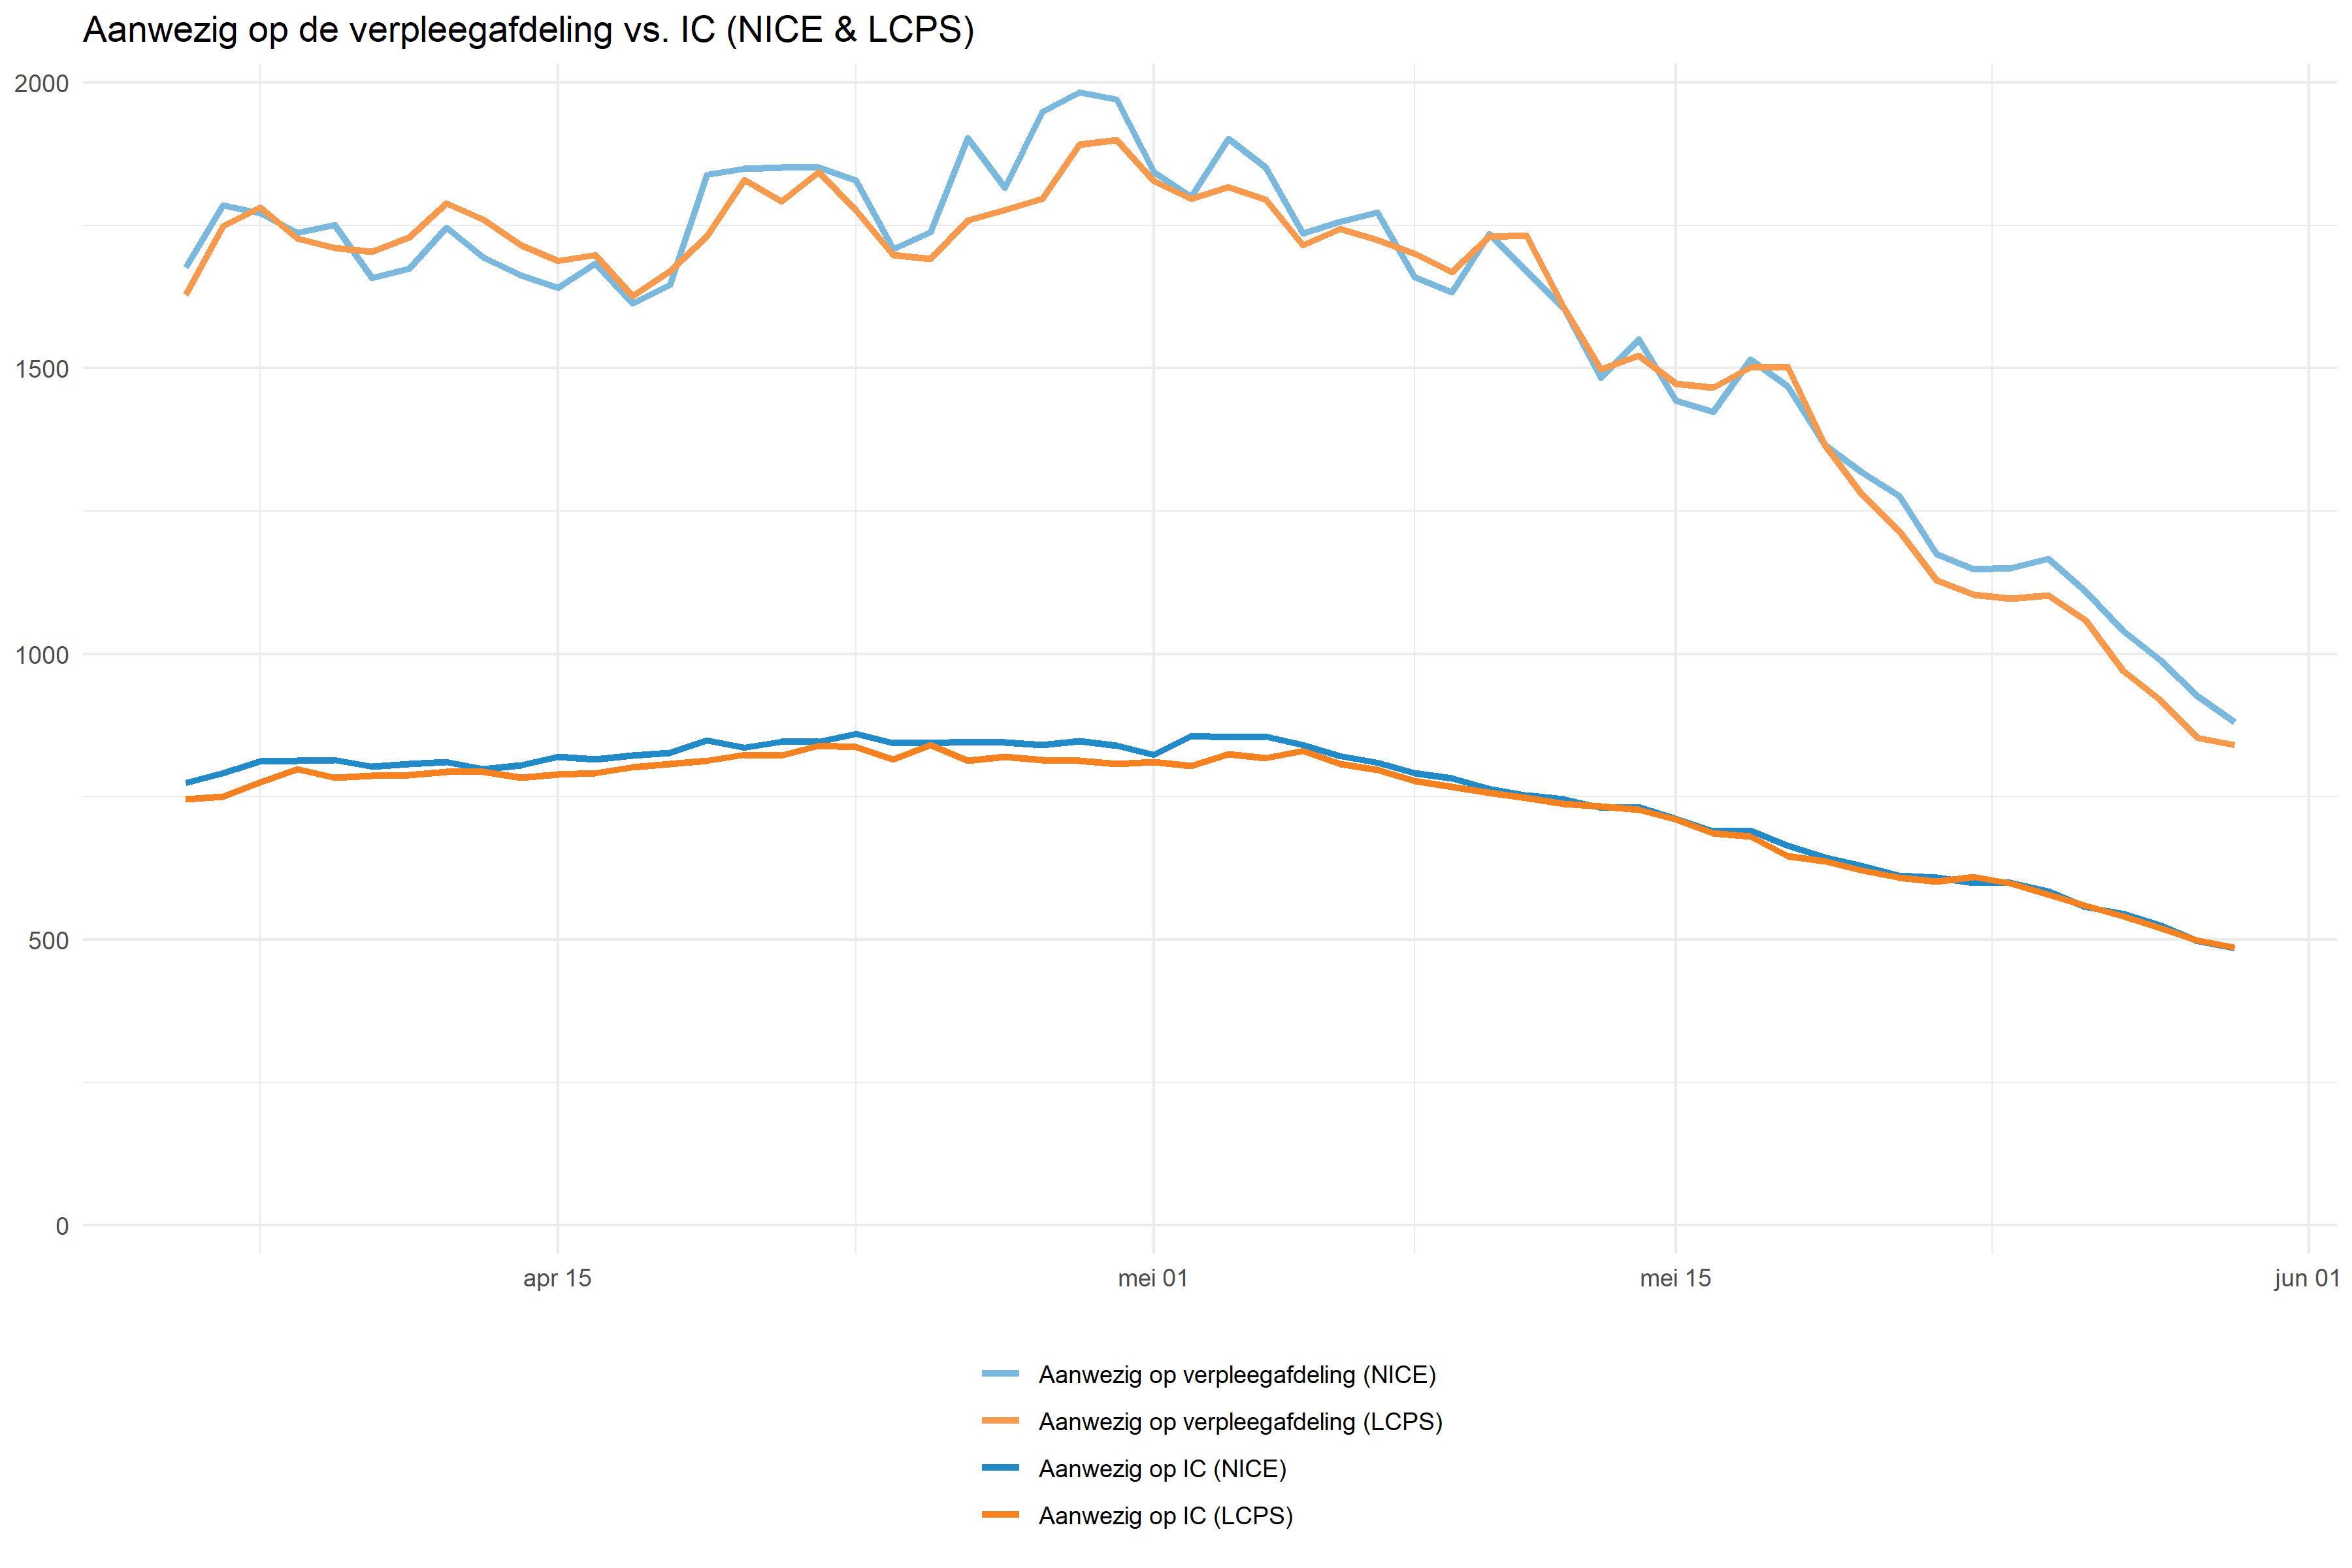 Aanwezig op de verpleegafdeling vs. IC (NICE & LCPS)
2000
1500
1000
500
0
apr 15 mei 01 mei 15 jun 01
Aanwezig op verpleegafdeling (NICE)
Aanwezig op verpleegafdeling (LCPS)
Aanwezig op IC (NICE)
Aanwezig op IC (LCPS)